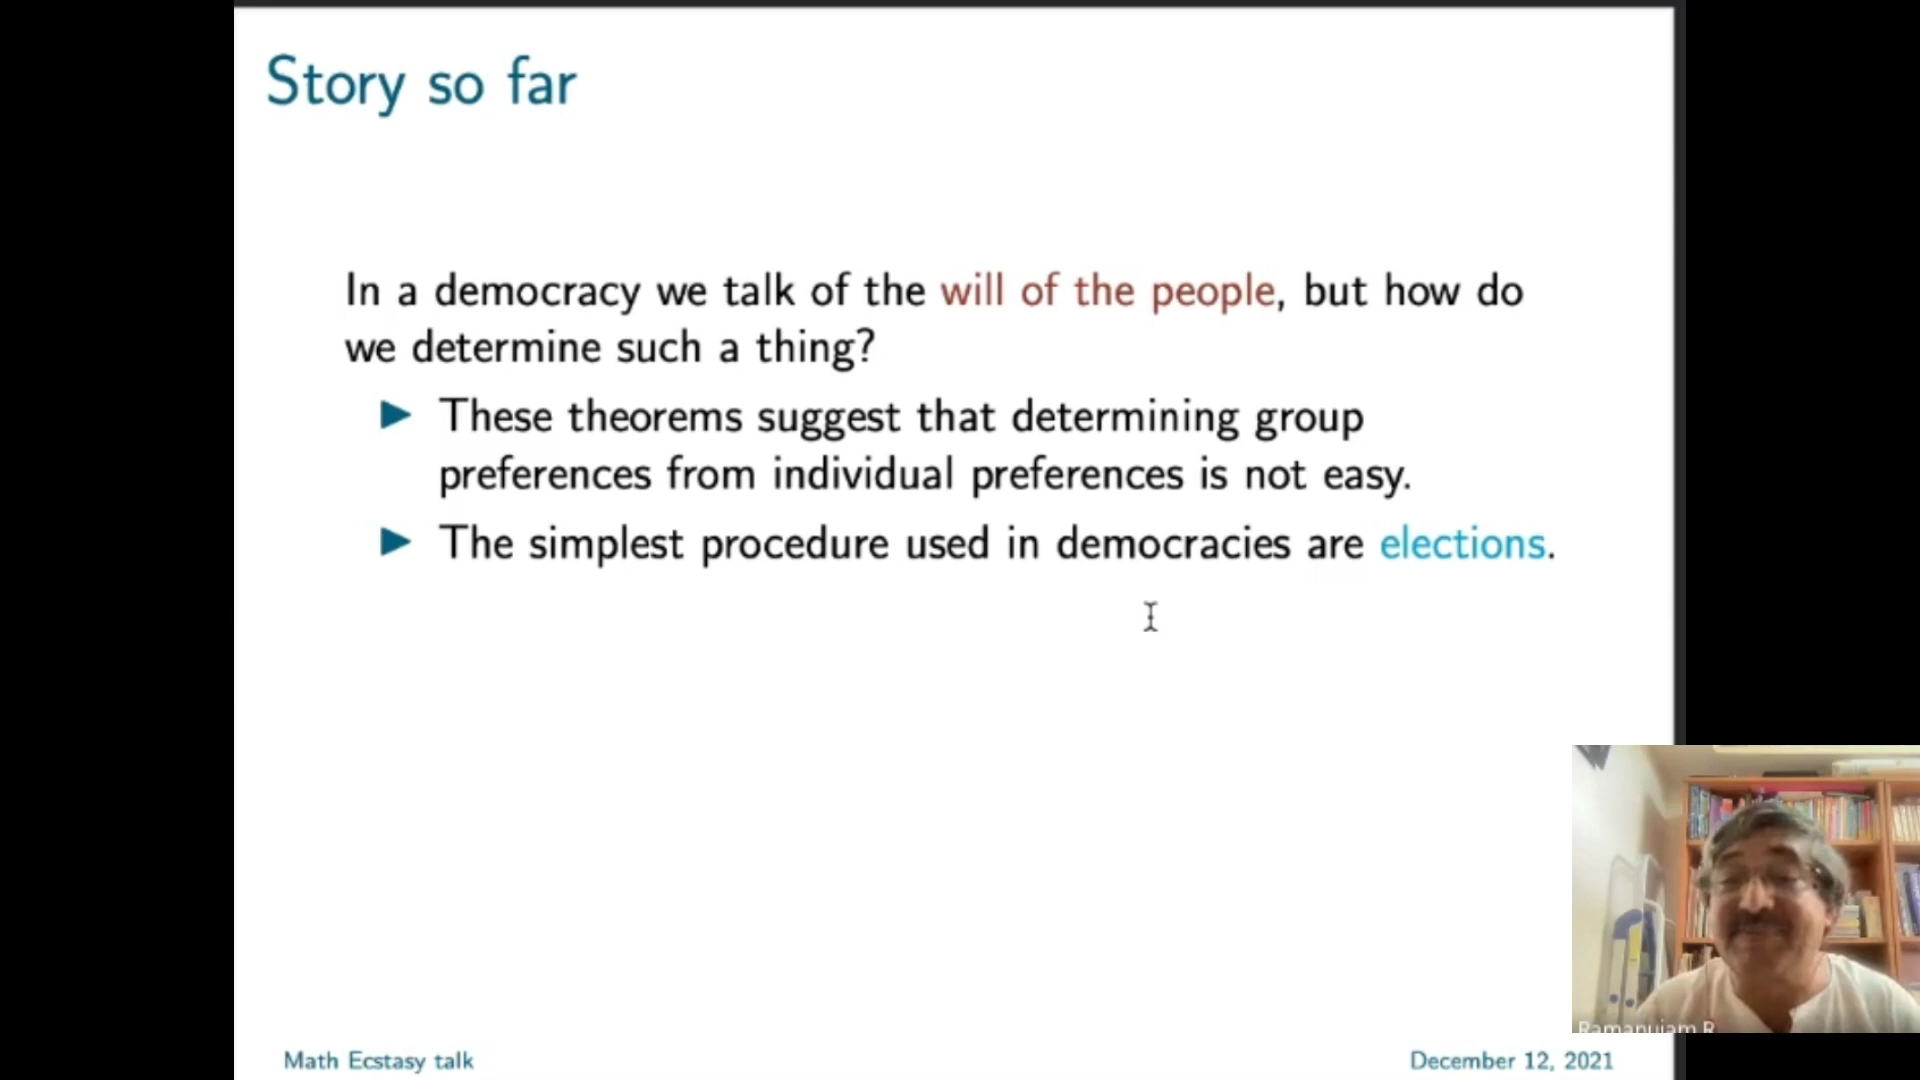 Story so far
In a democracy we talk of the will of the people, but how do
we determine such a thing?
These theorems suggest that determining group
preferences from individual preferences is not easy.
The simplest procedure used in democracies are elections.
Ramanujam R
Math Ecstasy talk
December 12, 2021